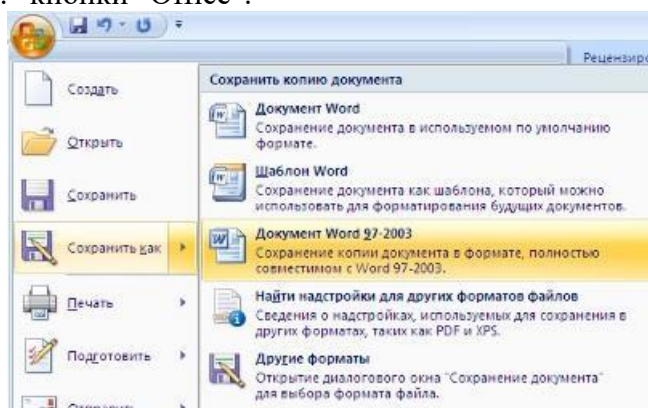 кнопки "Office".
Рецензиро
Создать
Открыть
Сохранить
Сохранить как
Печать
Подготовить
Отправить
Сохранить копию документа
Документ Word
Сохранение документа в используемом по умолчанию
формате.
Шаблон Word
Сохранение документа как шаблона, который можно
использовать для форматирования будущих документов.
Документ Word 97-2003
Сохранение копии документа в формате, полностью
совместимом с Word 97-2003.
Найти надстройки для других форматов файлов
Сведения о надстройках, используемых для сохранения в
других форматах, таких как PDF и XPS.
Другие форматы
Открытие диалогового окна "Сохранение документа"
для выбора формата файла.